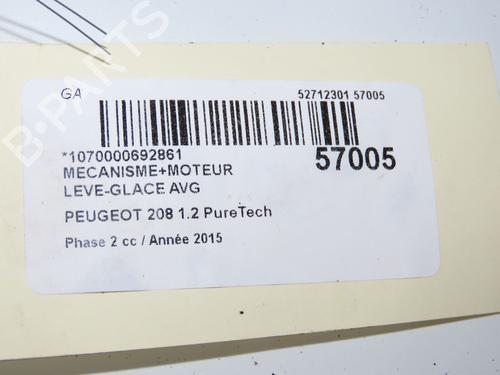 GA
52712301 57005
*1070000692861
57005
MECANISME+MOTEUR
LEVE-GLACE AVG
PEUGEOT 208 1.2 PureTech
Phase 2 cc / Année 2015
B-PARTS